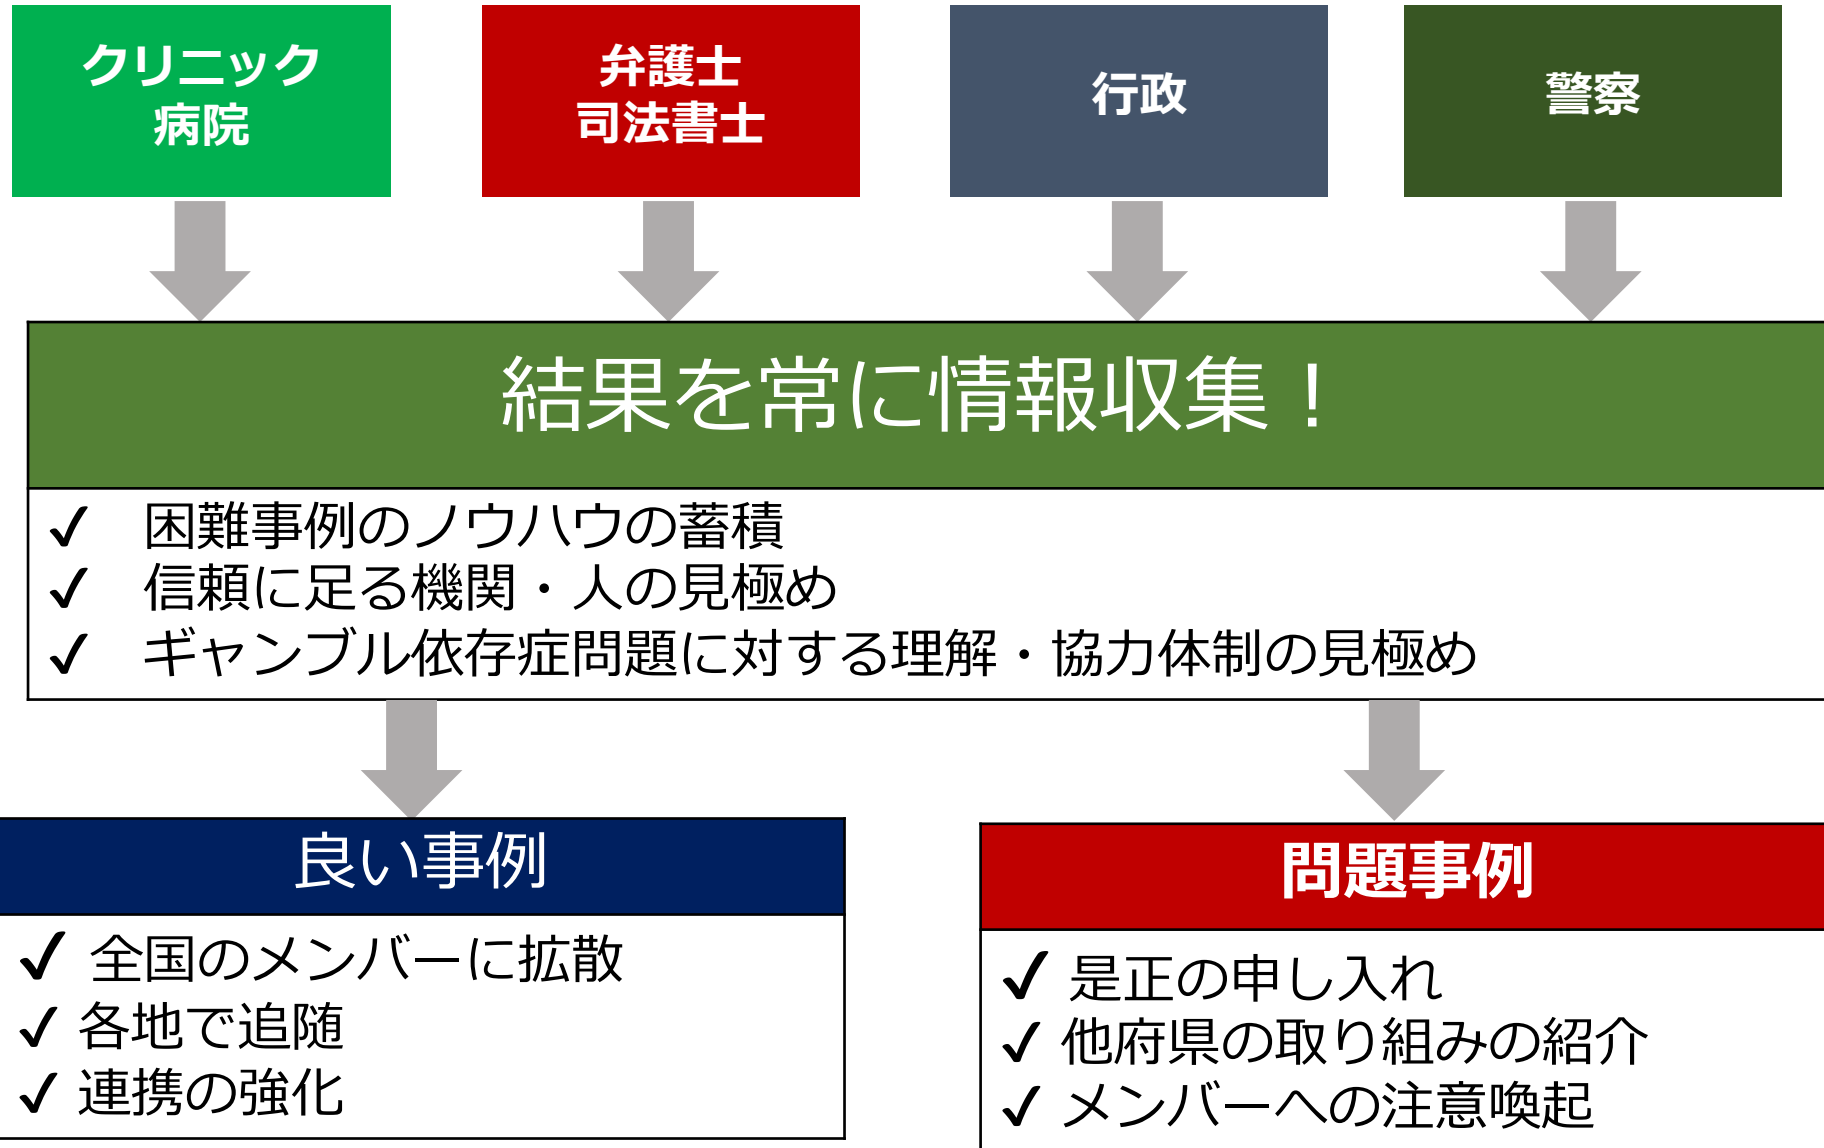 クリニック
病院
弁護士
司法書士
行政
警察
結果を常に情報収集！
✓ 困難事例のノウハウの蓄積
✓ 信頼に足る機関・人の見極め
✓ ギャンブル依存症問題に対する理解・協力体制の見極め
良い事例
✓ 全国のメンバーに拡散
✓ 各地で追随
✓ 連携の強化
問題事例
✓ 是正の申し入れ
✓ 他府県の取り組みの紹介
✓ メンバーへの注意喚起